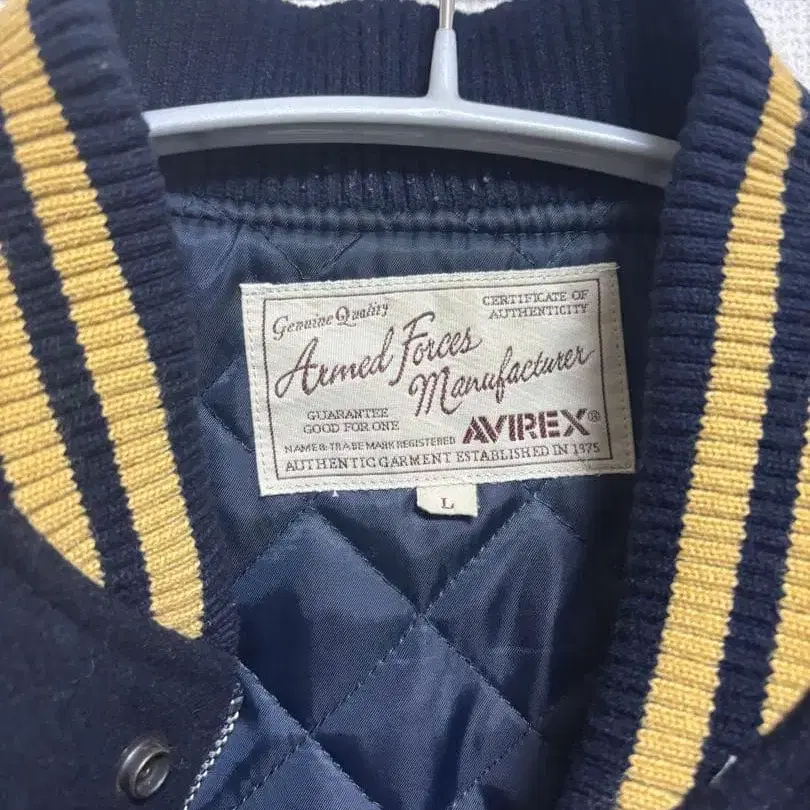 Genuine Quality
CERTIFICATE OF
AUTHENTICITY
Armed Forces
Manufacturer
GUARANTEE
GOOD FOR ONE
AVIREX®
NAME & TRADE MARK REGISTERED
AUTHENTIC GARMENT ESTABLISHED IN 1975
L